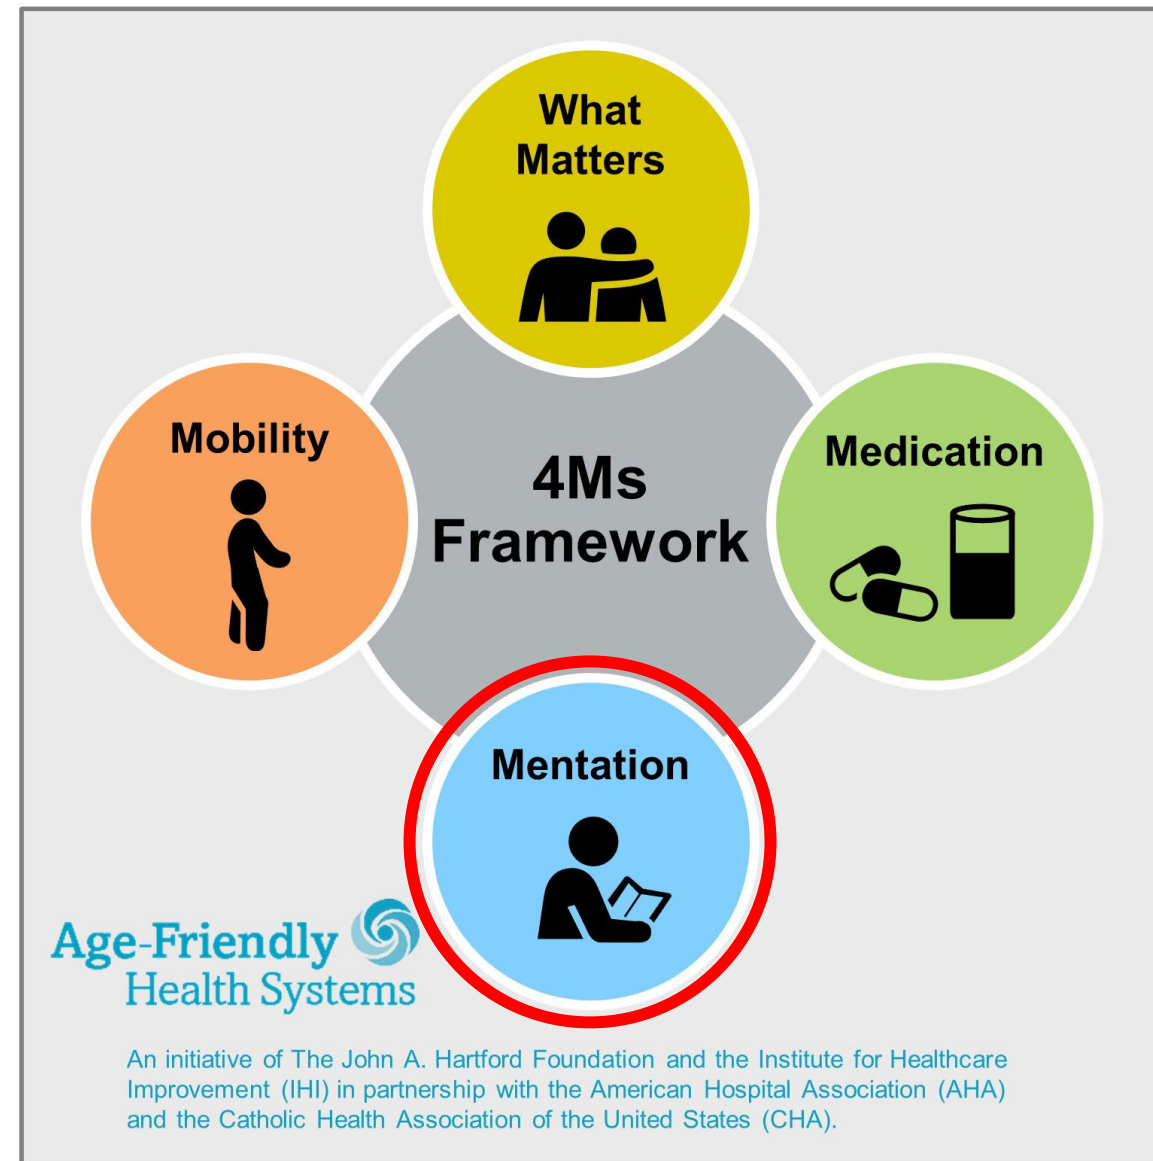 What
Matters
Mobility
4Ms
Framework
Medication
Mentation
Age-Friendly
Health Systems
An initiative of The John A. Hartford Foundation and the Institute for Healthcare
Improvement (IHI) in partnership with the American Hospital Association (AHA)
and the Catholic Health Association of the United States (CHA).